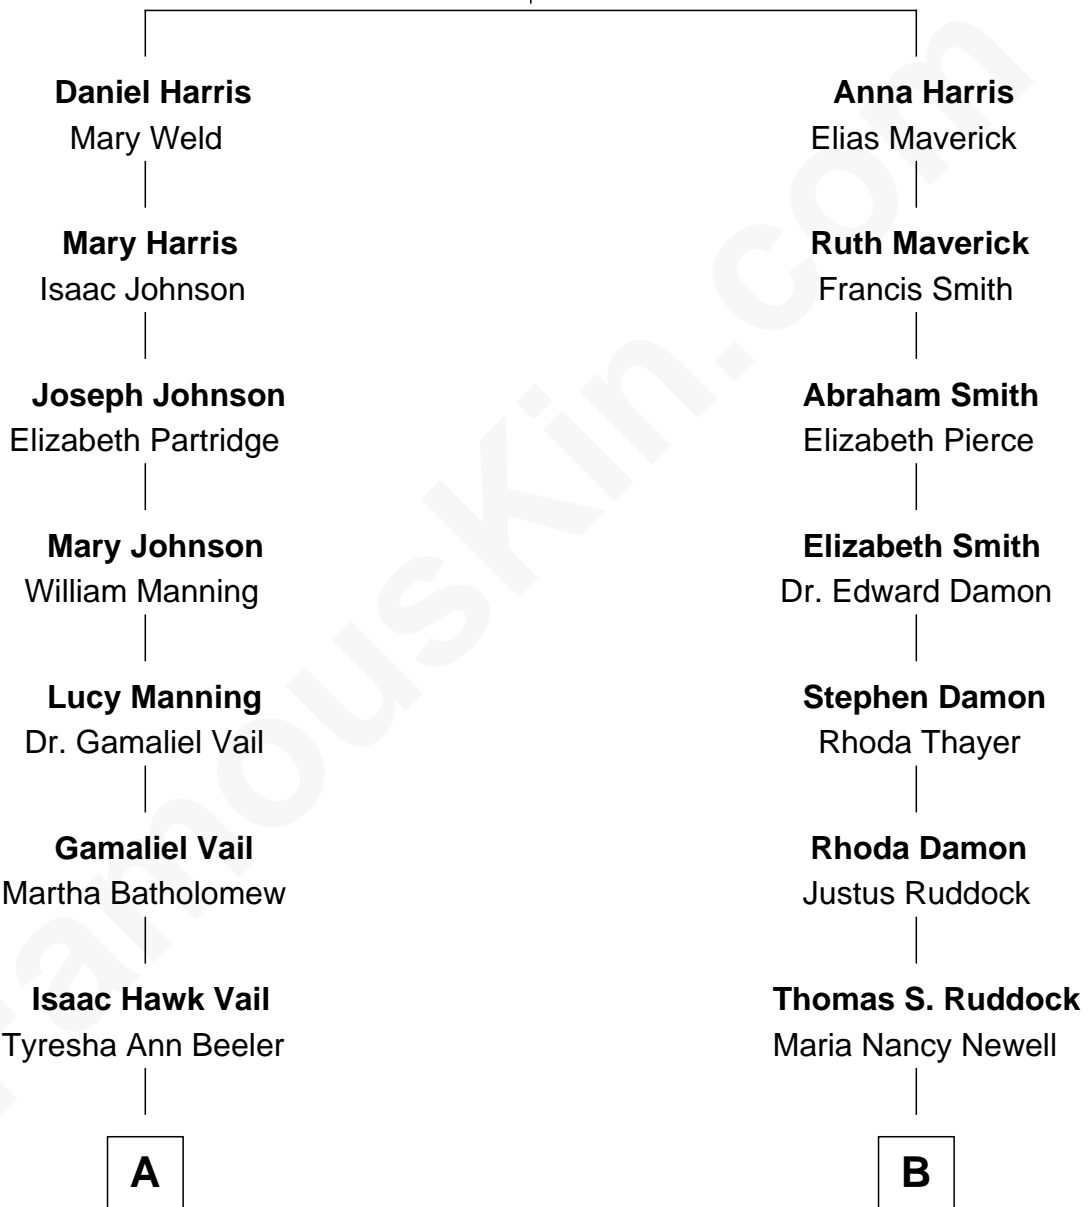 Daniel Harris
Mary Weld
Mary Harris
Isaac Johnson
Joseph Johnson
Elizabeth Partridge
Mary Johnson
William Manning
Lucy Manning
Dr. Gamaliel Vail
Gamaliel Vail
Martha Batholomew
Isaac Hawk Vail
Tyresha Ann Beeler
A
Anna Harris
Elias Maverick
Ruth Maverick
Francis Smith
Abraham Smith
Elizabeth Pierce
Elizabeth Smith
Dr. Edward Damon
Stephen Damon
Rhoda Thayer
Rhoda Damon
Justus Ruddock
Thomas S. Ruddock
Maria Nancy Newell
B
FamousKin.com